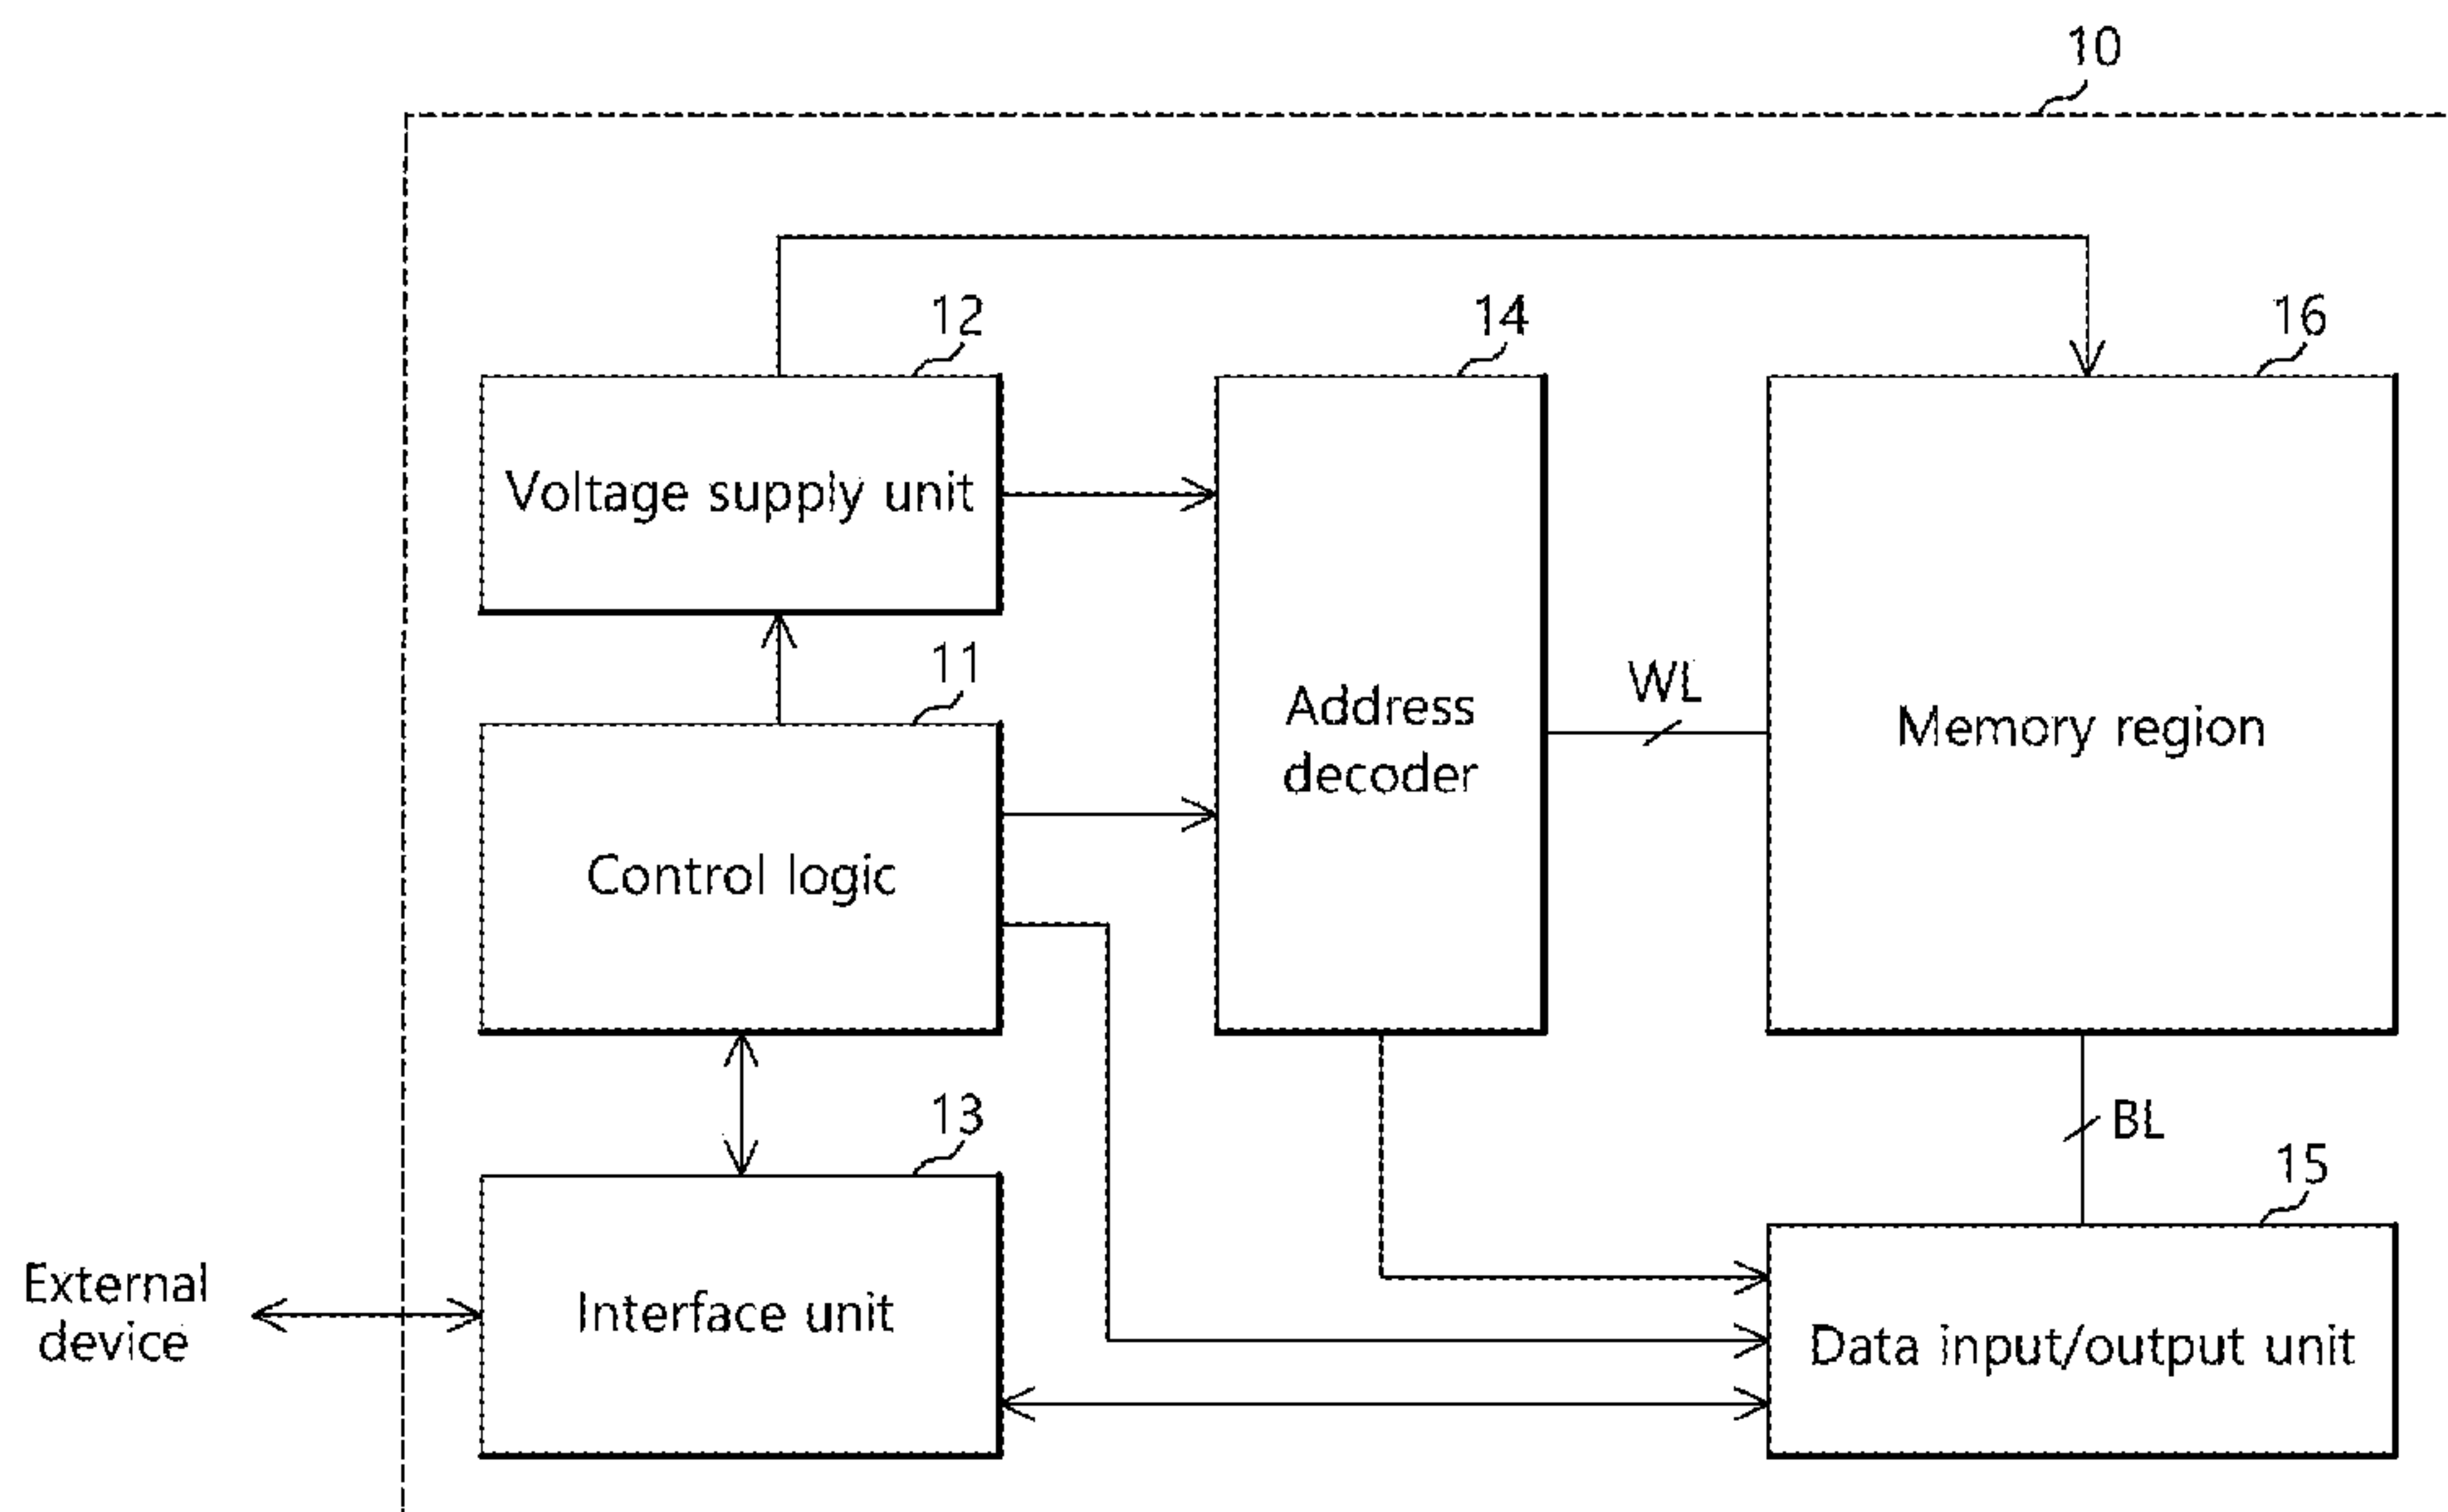 10
12
14
16
Voltage supply unit
11
WL
Address
decoder
Memory region
Control logic
13
BL
15
External
device
Interface unit
Data input/output unit